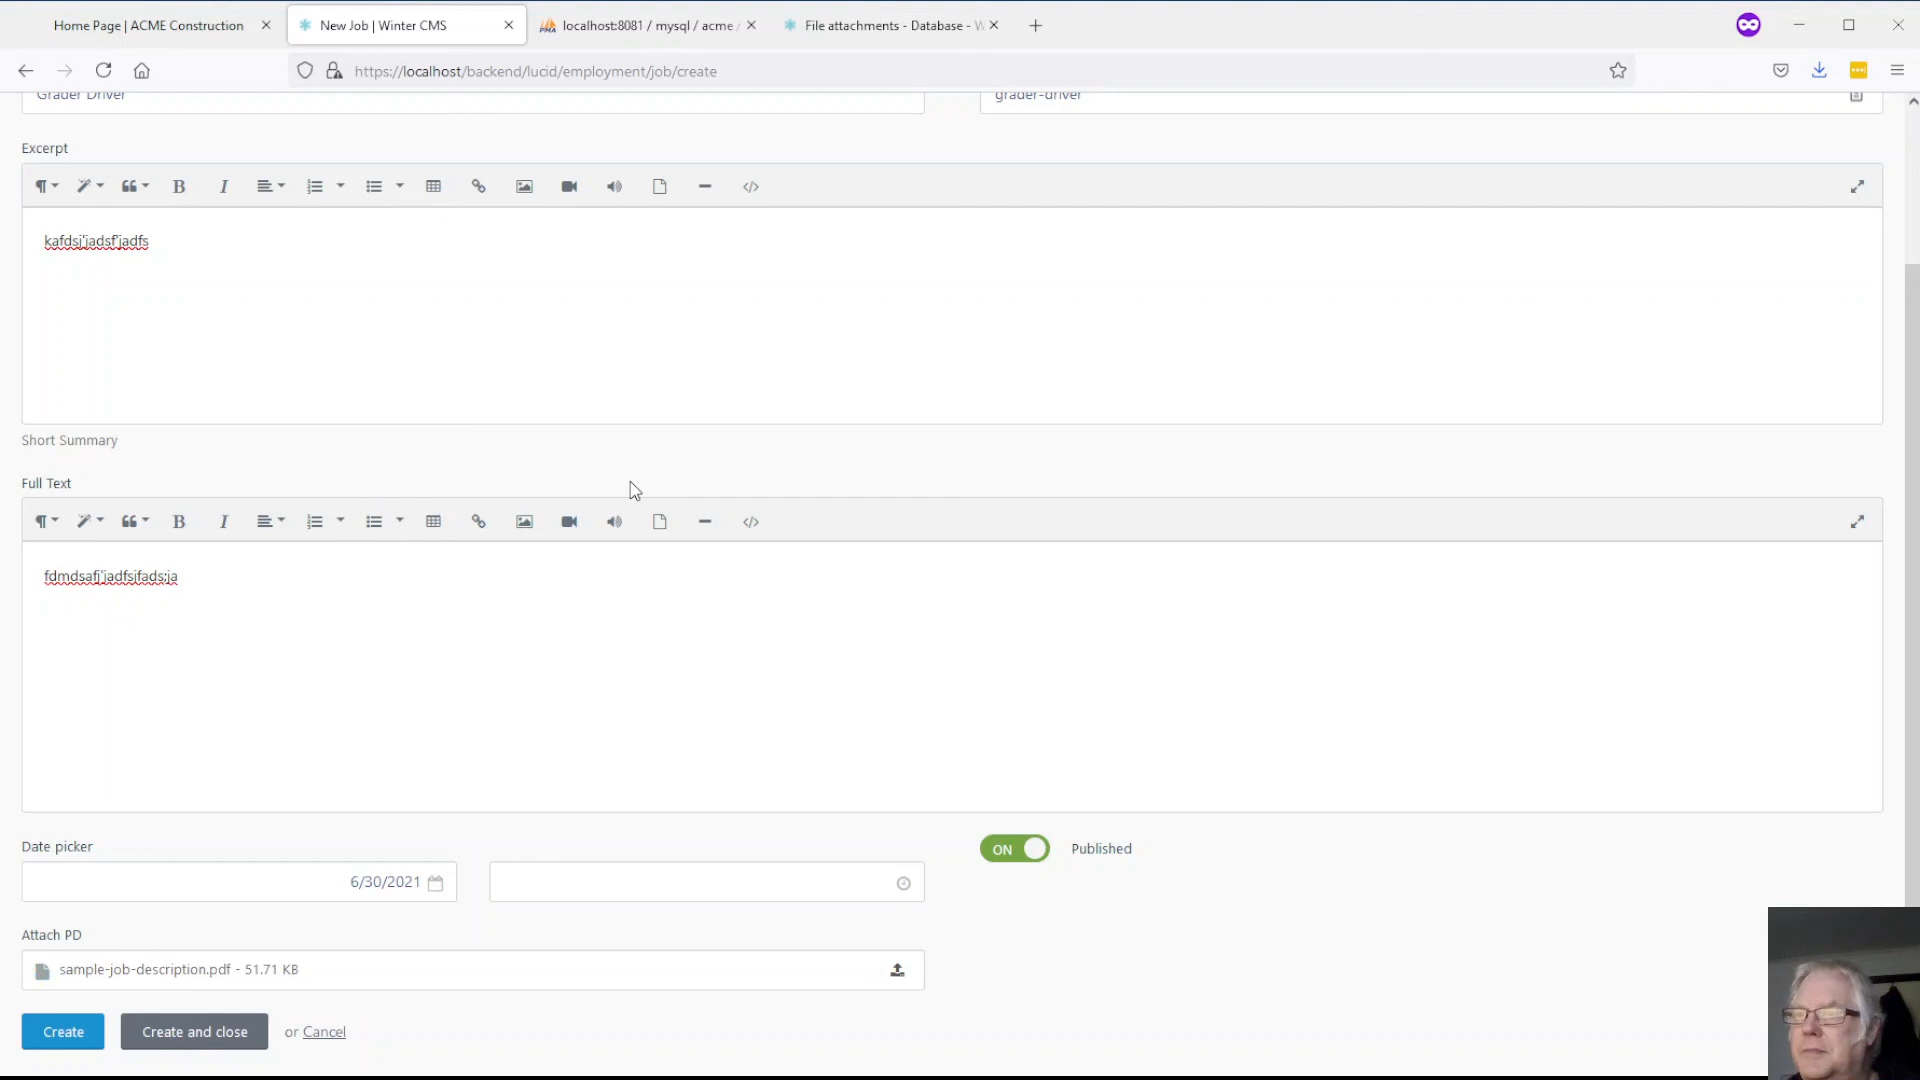 Home Page | ACME Construction
New Job | Winter CMS
localhost:8081 / mysql / acme /
File attachments - Database - W
https://localhost/backend/lucid/employment/job/create
Grader Driver
grader-driver
Excerpt
kafdsj'jadsf'jadfs
Short Summary
Full Text
fdmdsafj'jadfsjfads;ja
Date picker
ON
Published
6/30/2021
Attach PD
sample-job-description.pdf - 51.71 KB
Create
Create and close
or Cancel